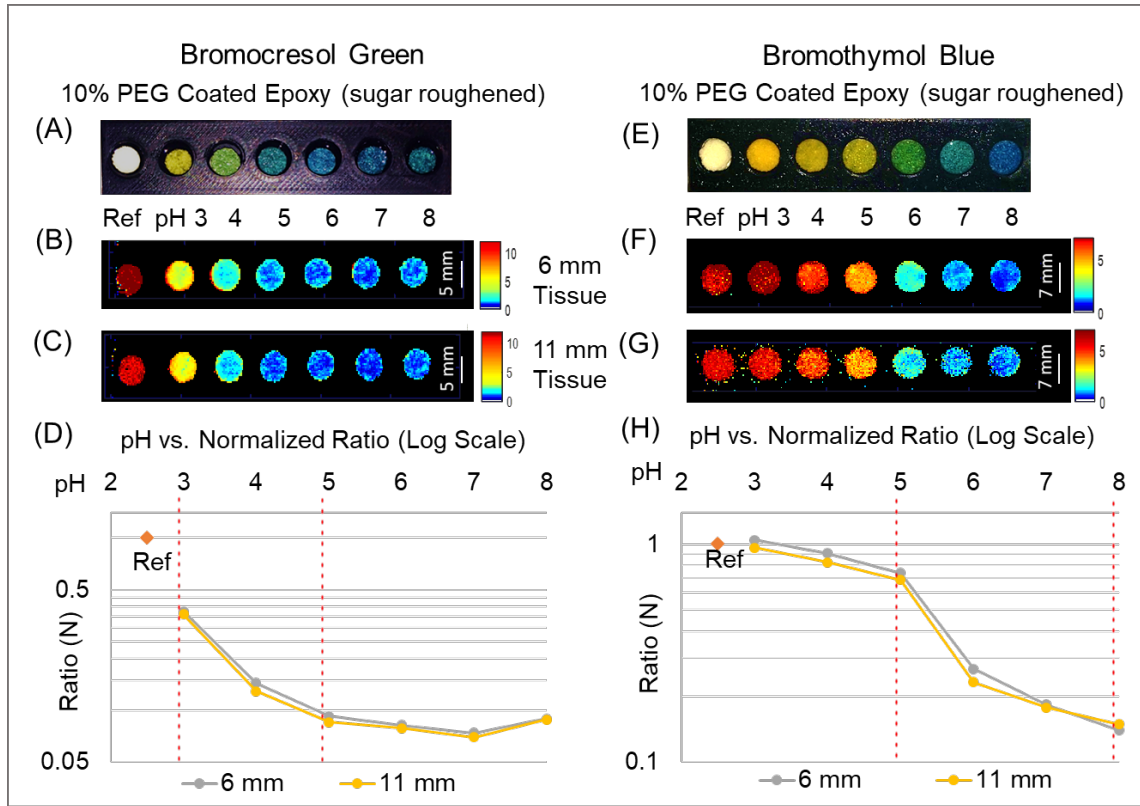 Bromocresol Green
10% PEG Coated Epoxy (sugar roughened)
(A)
Ref pH 3 4 5 6 7 8
(B)
10
5
0
5 mm
6 mm
Tissue
(C)
10
5
0
5 mm
11 mm
Tissue
(D)
pH vs. Normalized Ratio (Log Scale)
pH 2 3 4 5 6 7 8
Ref
0.5
Ratio (N)
0.05
6 mm 11 mm
Bromothymol Blue
10% PEG Coated Epoxy (sugar roughened)
(E)
Ref pH 3 4 5 6 7 8
(F)
5
0
7 mm
(G)
5
0
7 mm
(H)
pH vs. Normalized Ratio (Log Scale)
pH 2 3 4 5 6 7 8
1
Ref
Ratio (N)
0.1
6 mm 11 mm